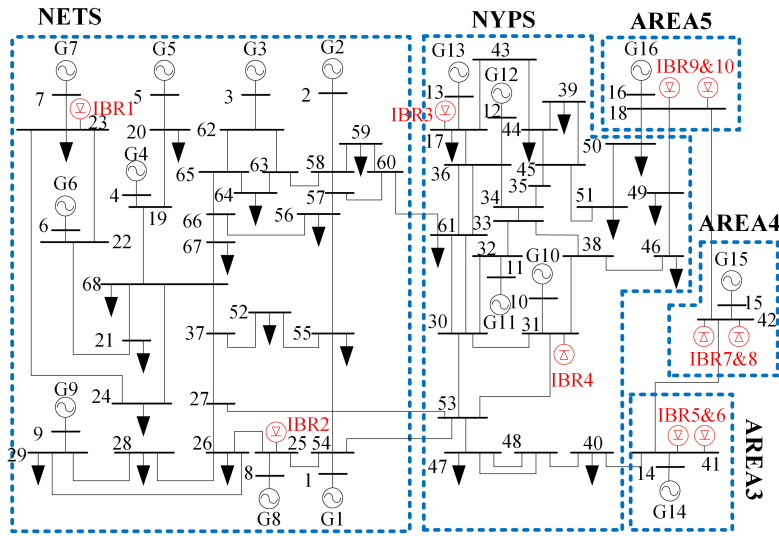 NETS NYPS AREA5
G7 G5 G3 G2 G13 43 G16 IBR9&10
G12 39
7 IBR1 5 3 2 13 12 16
23 IBR3 18
20 62 59 17 44 50
G4 63 58 60 36 45
65 35
G6 4 64 57 34 51 49
19 66 56 33 AREA4
6 22 67 61 32 38 46 G15
G10
68 11 15
52 10 42
21 37 55 30 G11 31 IBR7&8
G9 24 27 IBR4
53
9 IBR2 IBR5&6
29 28 26 25 54 47 48 40 14 41
8 1
G8 G1 G14 AREA3